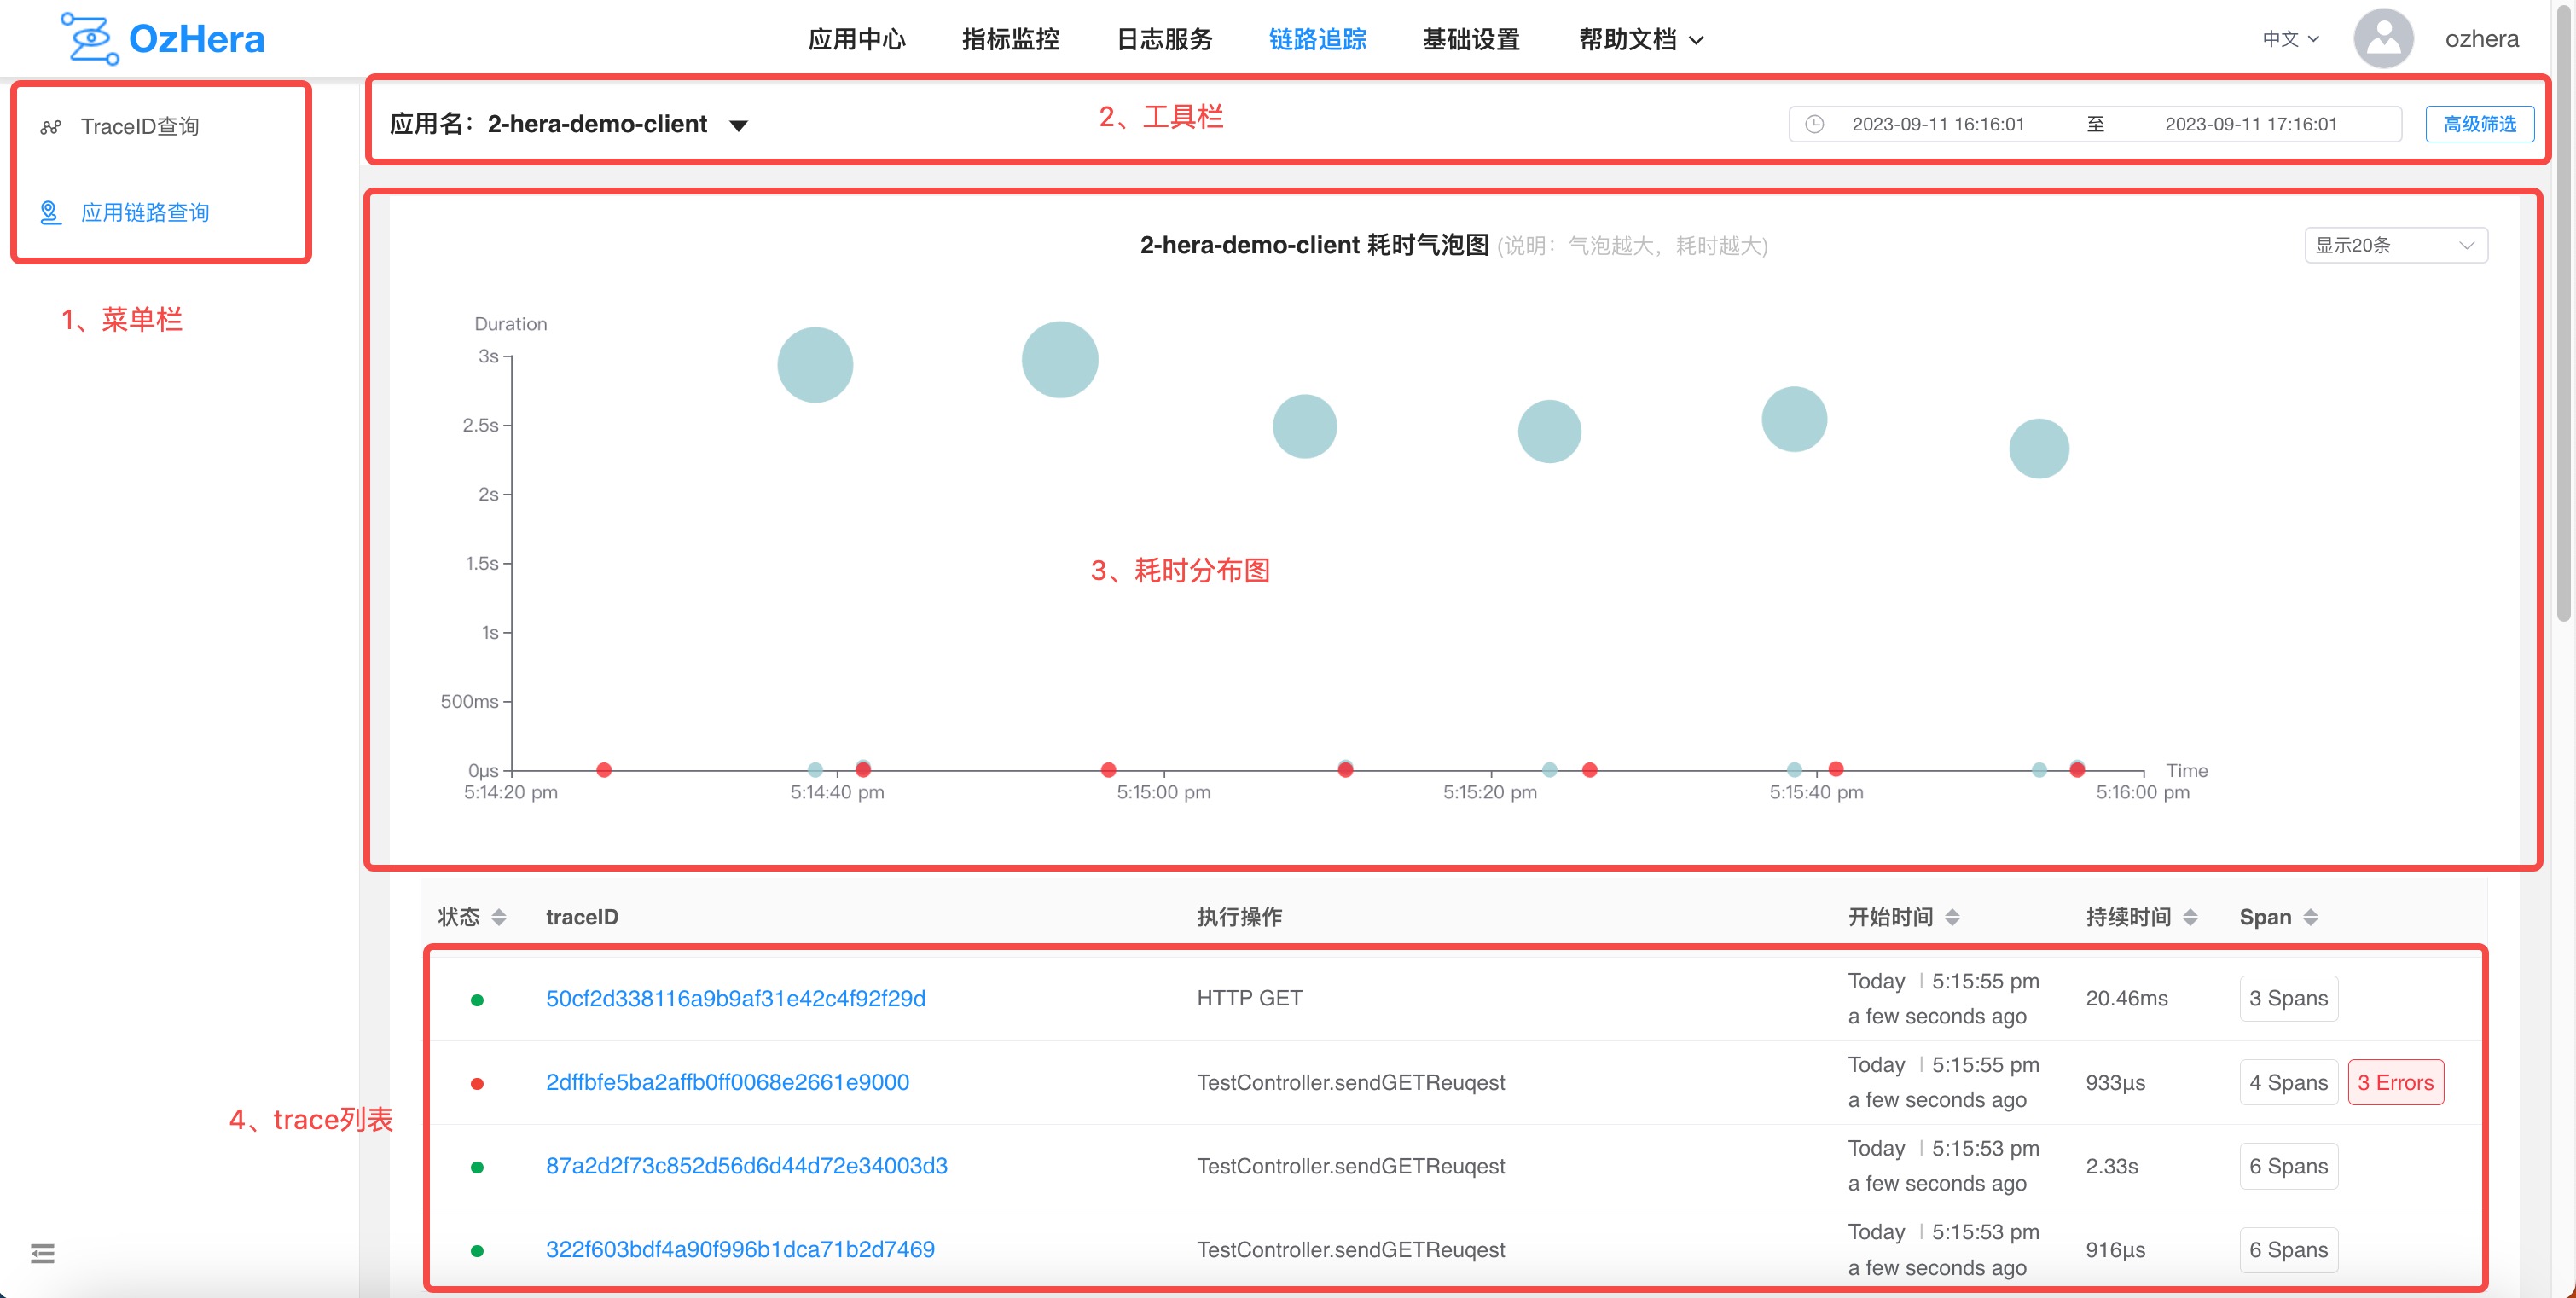 OzHera
应用中心 指标监控 日志服务 链路追踪 基础设置 帮助文档
中文 ozhera
TraceID查询
应用链路查询
1、菜单栏
应用名：2-hera-demo-client
2、工具栏
2023-09-11 16:16:01 至 2023-09-11 17:16:01
高级筛选
2-hera-demo-client 耗时气泡图 (说明：气泡越大，耗时越大)
显示20条
Duration
3s
2.5s
2s
1.5s
1s
500ms
0μs
3、耗时分布图
Time
5:14:20 pm 5:14:40 pm 5:15:00 pm 5:15:20 pm 5:15:40 pm 5:16:00 pm
状态 traceID 执行操作 开始时间 持续时间 Span
50cf2d338116a9b9af31e42c4f92f29d HTTP GET Today | 5:15:55 pm 20.46ms 3 Spans
a few seconds ago
2dffbfe5ba2affb0ff0068e2661e9000 TestController.sendGETReuqest Today | 5:15:55 pm 933μs 4 Spans 3 Errors
a few seconds ago
4、trace列表
87a2d2f73c852d56d6d44d72e34003d3 TestController.sendGETReuqest Today | 5:15:53 pm 2.33s 6 Spans
a few seconds ago
322f603bdf4a90f996b1dca71b2d7469 TestController.sendGETReuqest Today | 5:15:53 pm 916μs 6 Spans
a few seconds ago